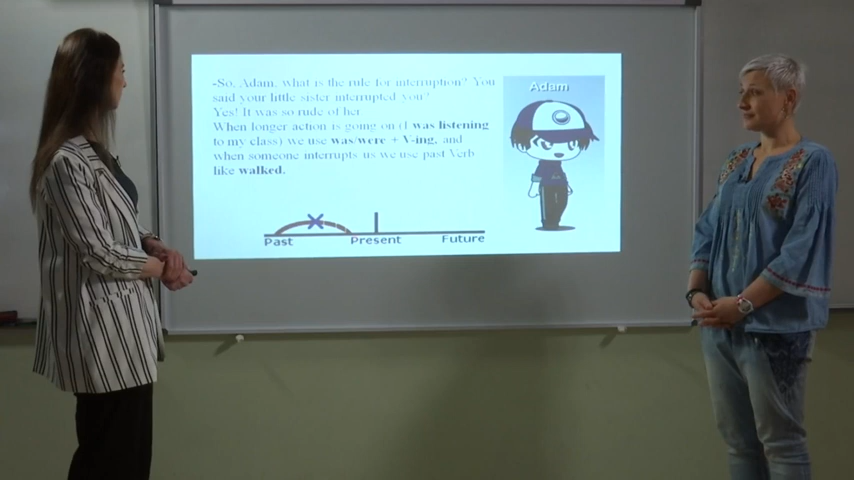 -So, Adam, what is the rule for interruption? You
said your little sister interrupted you?
Yes! It was so rude of her
When longer action is going on (I was listening
to my class) we use was/were + V-ing, and
when someone interrupts us we use past Verb
like walked.
Adam
Past Present Future